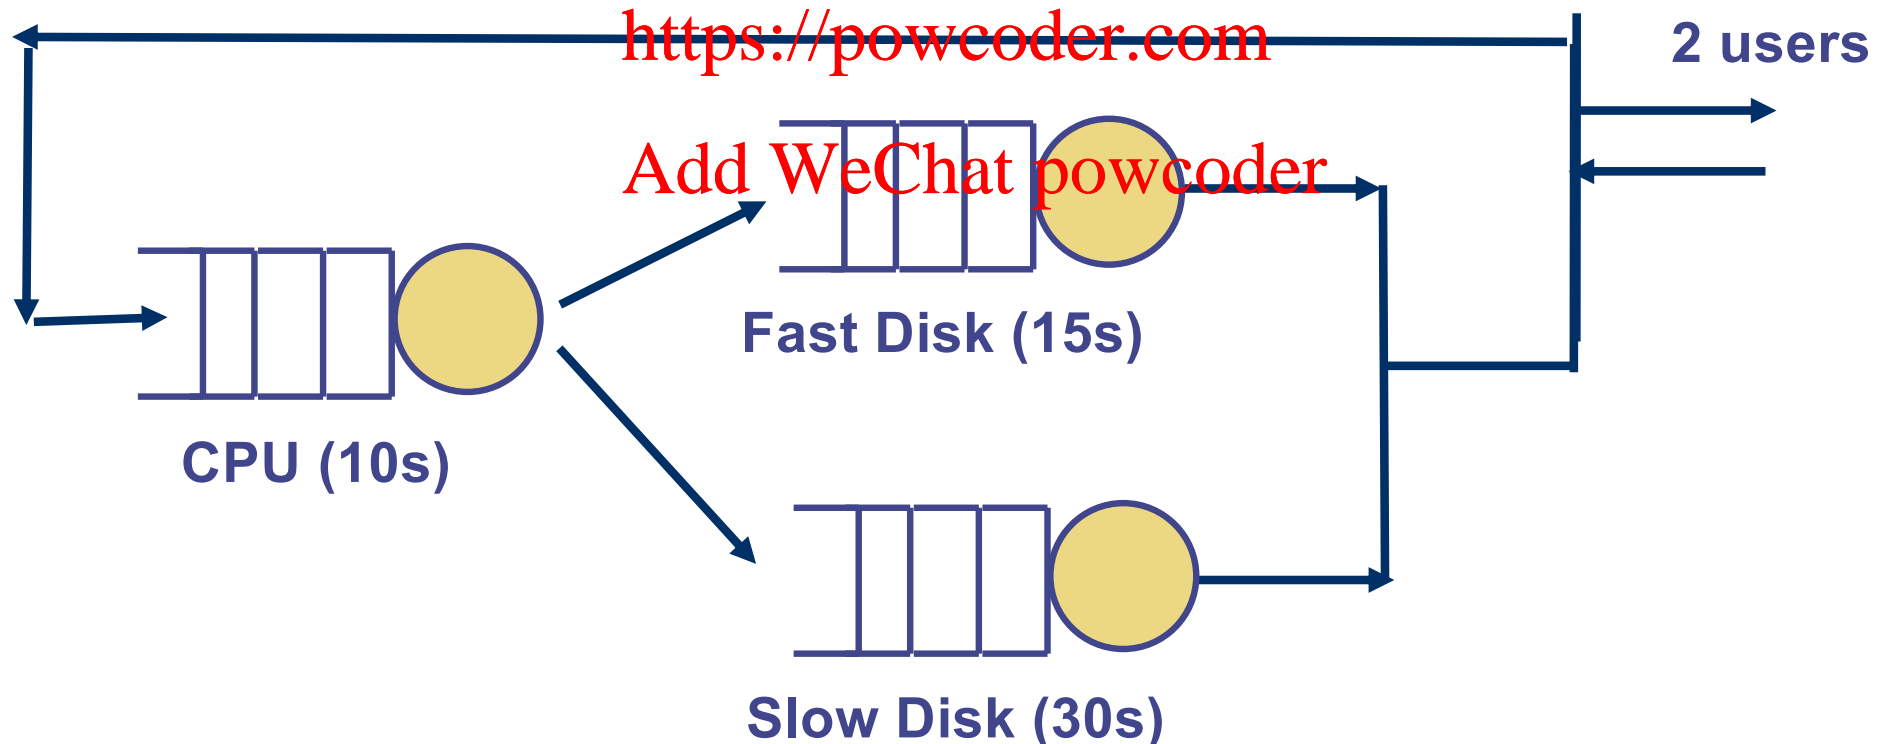 https://powcoder.com
2 users
Add WeChat powcoder
Fast Disk (15s)
CPU (10s)
Slow Disk (30s)